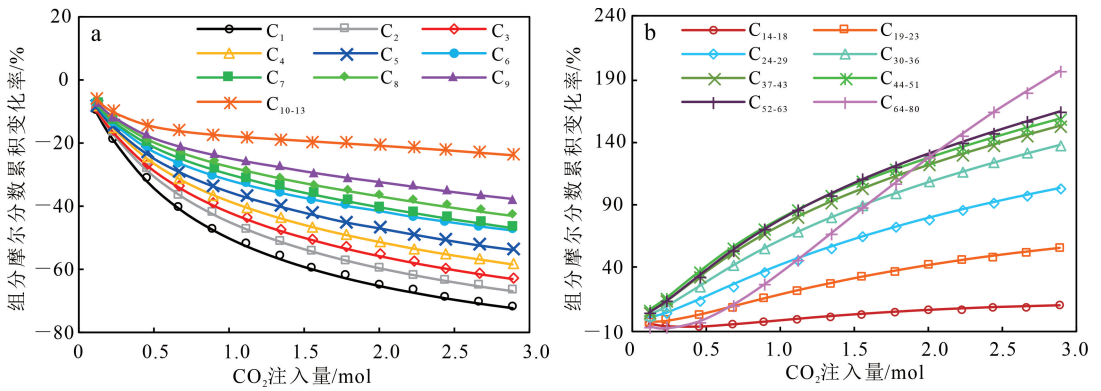 组分摩尔分数累积变化率/%
20
0
−20
−40
−60
−80
a
C₁ C₂ C₃
C₄ C₅ C₆
C₇ C₈ C₉
C₁₀₋₁₃
0 0.5 1.0 1.5 2.0 2.5 3.0
CO₂注入量/mol
组分摩尔分数累积变化率/%
240
190
140
90
40
−10
b
C₁₄₋₁₈ C₁₉₋₂₃
C₂₄₋₂₉ C₃₀₋₃₆
C₃₇₋₄₃ C₄₄₋₅₁
C₅₂₋₆₃ C₆₄₋₈₀
0 0.5 1.0 1.5 2.0 2.5 3.0
CO₂注入量/mol